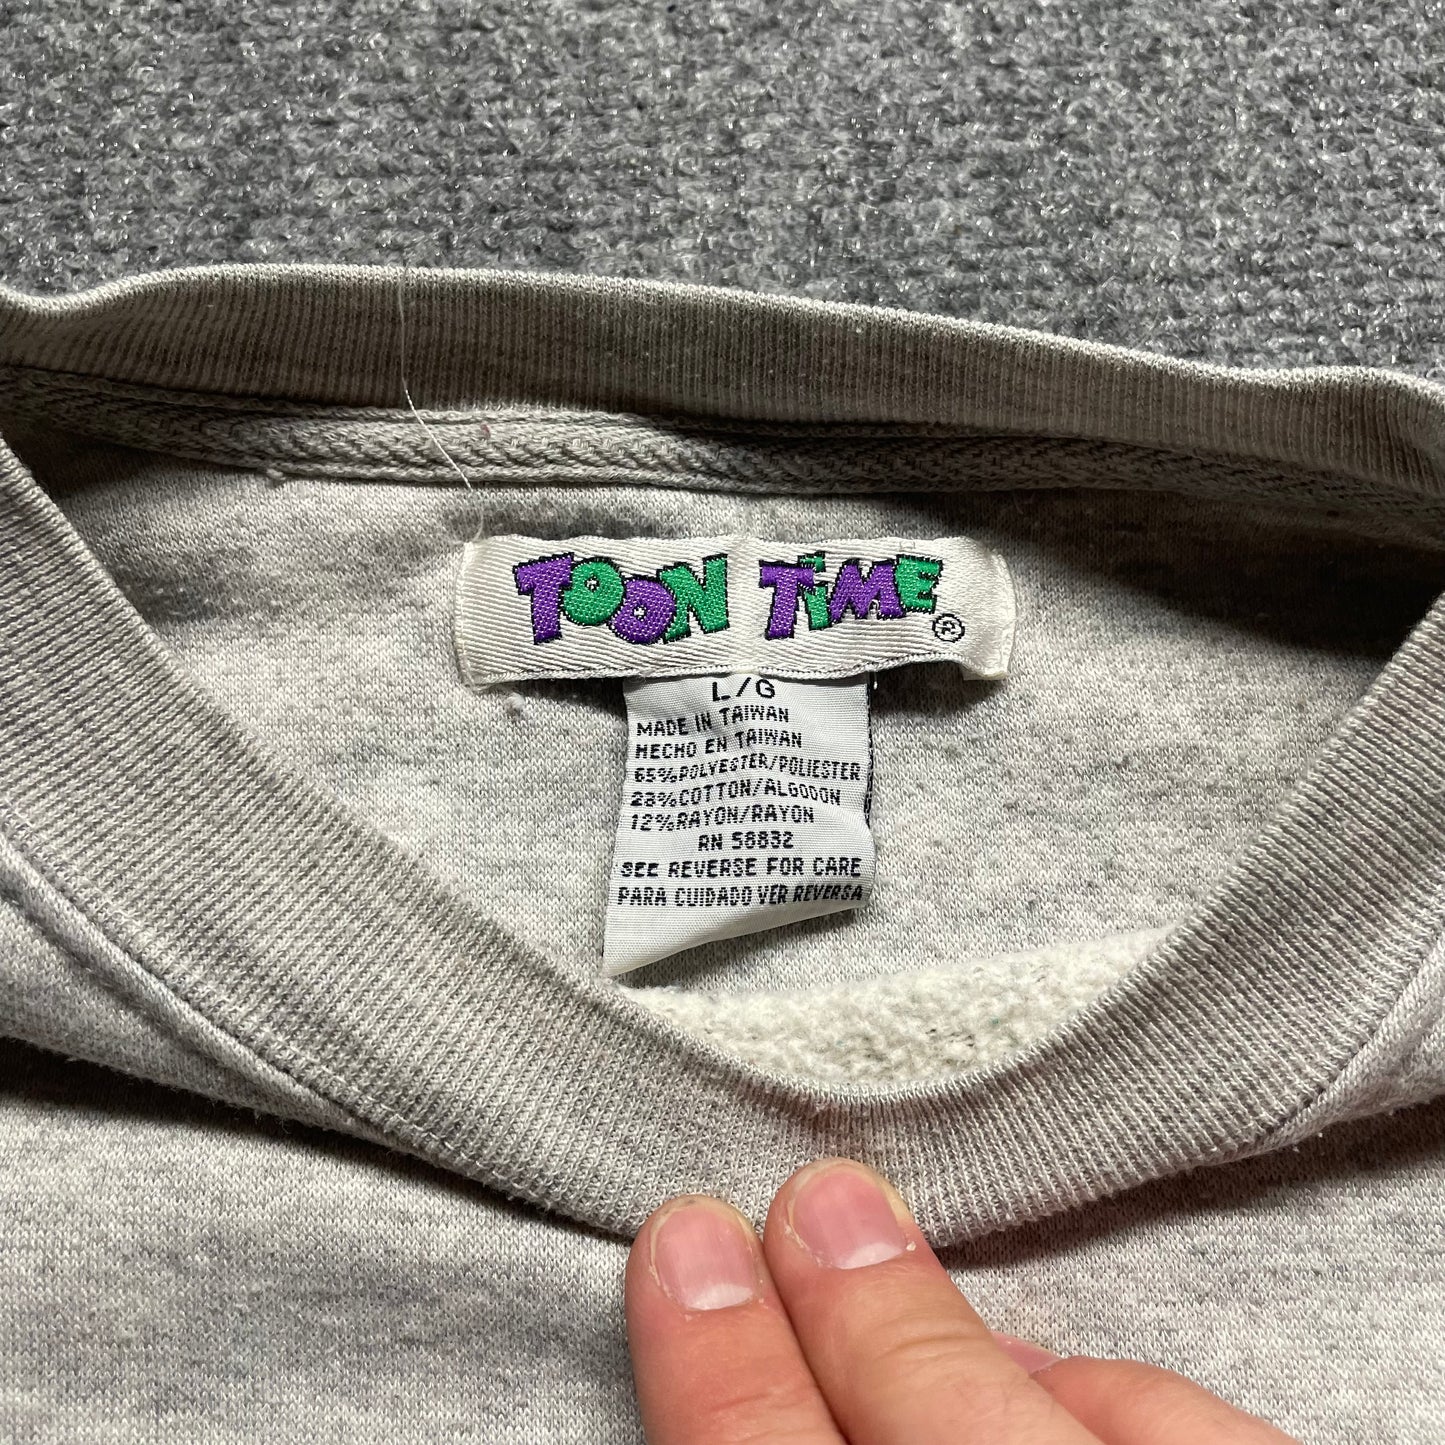 TOON TiME ®
L/G
MADE IN TAIWAN
HECHO EN TAIWAN
65%POLYESTER/POLIESTER
23%COTTON/ALGODON
12%RAYON/RAYON
RN 58832
SEE REVERSE FOR CARE
PARA CUIDADO VER REVERSA